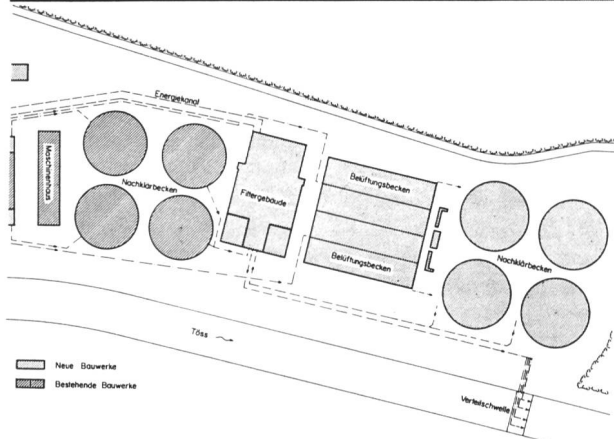 Energiekanal
Maschinenhaus
Nachklärbecken
Filtergebäude
Belüftungsbecken
Belüftungsbecken
Nachklärbecken
Töss
Neue Bauwerke
Bestehende Bauwerke
Verteilschwelle